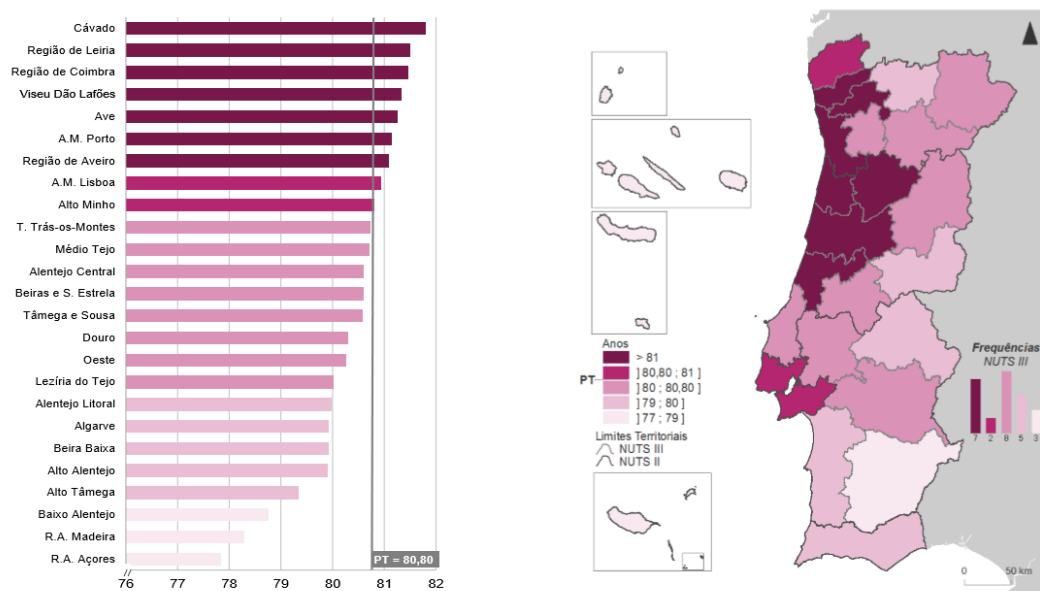 Cávado
Região de Leiria
Região de Coimbra
Viseu Dão Lafões
Ave
A.M. Porto
Região de Aveiro
A.M. Lisboa
Alto Minho
T. Trás-os-Montes
Médio Tejo
Alentejo Central
Beiras e S. Estrela
Tâmega e Sousa
Douro
Oeste
Lezíria do Tejo
Alentejo Litoral
Algarve
Beira Baixa
Alto Alentejo
Alto Tâmega
Baixo Alentejo
R.A. Madeira
R.A. Açores
PT = 80,80
76 77 78 79 80 81 82
Anos
> 81
] 80,80 ; 81 ]
PT
] 80 ; 80,80 ]
] 79 ; 80 ]
] 77 ; 79 ]
Limites Territoriais
NUTS III
NUTS II
Frequências
NUTS III
7 2 8 5 3
0 50 km